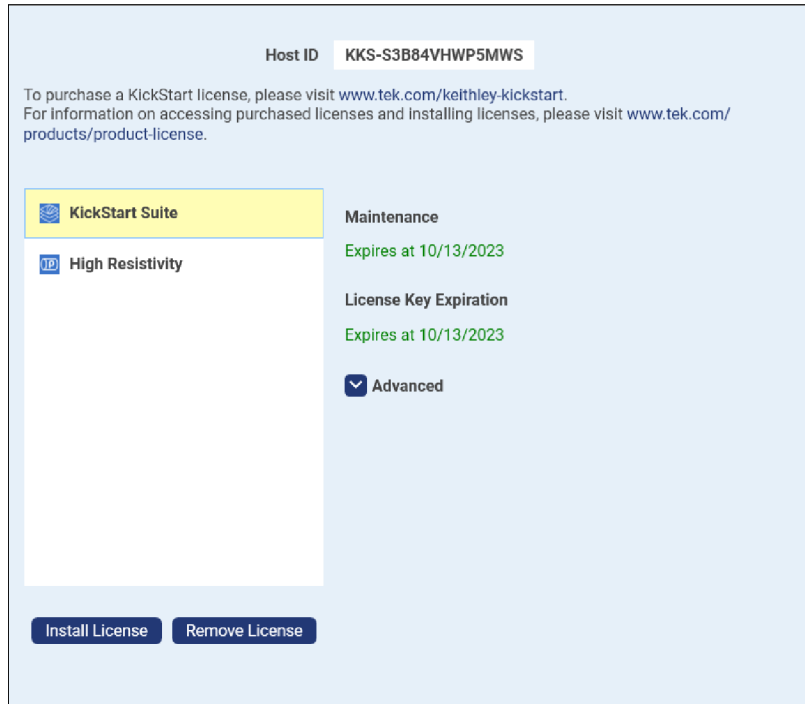 Host ID KKS-S3B84VHWP5MWS
To purchase a KickStart license, please visit www.tek.com/keithley-kickstart.
For information on accessing purchased licenses and installing licenses, please visit www.tek.com/
products/product-license.
KickStart Suite
High Resistivity
Maintenance
Expires at 10/13/2023
License Key Expiration
Expires at 10/13/2023
Advanced
Install License Remove License